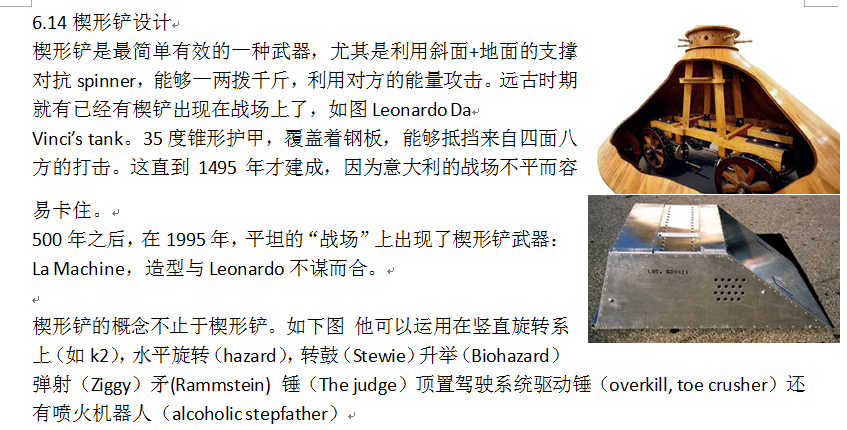 6.14 楔形铲设计
楔形铲是最简单有效的一种武器，尤其是利用斜面+地面的支撑
对抗 spinner，能够一两拨千斤，利用对方的能量攻击。远古时期
就有已经有楔铲出现在战场上了，如图 Leonardo Da
Vinci's tank。35 度锥形护甲，覆盖着钢板，能够抵挡来自四面八
方的打击。这直到 1495 年才建成，因为意大利的战场不平而容
易卡住。
500 年之后，在 1995 年，平坦的“战场”上出现了楔形铲武器：
La Machine，造型与 Leonardo 不谋而合。
楔形铲的概念不止于楔形铲。如下图 他可以运用在竖直旋转系
上（如 k2），水平旋转（hazard），转鼓（Stewie）升举（Biohazard）
弹射（Ziggy）矛(Rammstein) 锤（The judge）顶置驾驶系统驱动锤（overkill, toe crusher）还
有喷火机器人（alcoholic stepfather）